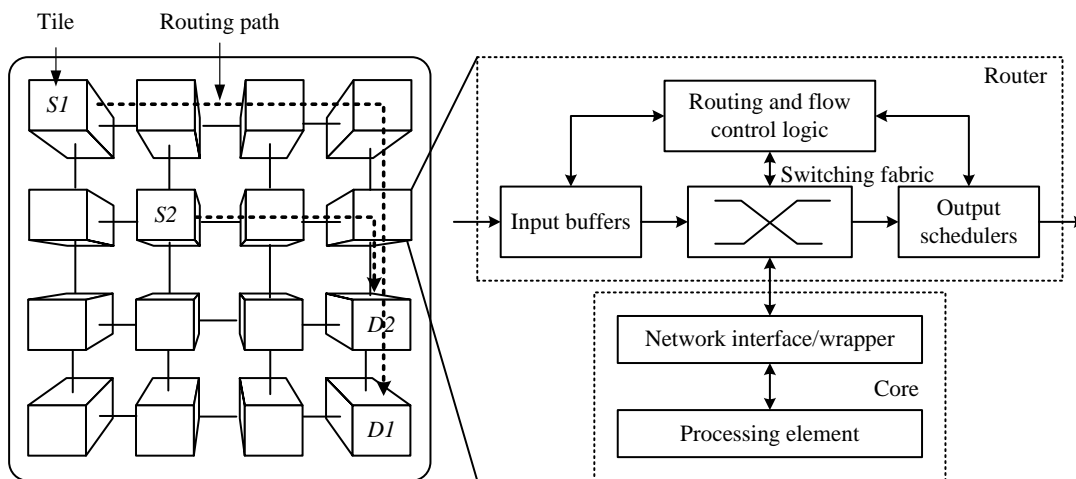 Tile
Routing path
S1
S2
D2
D1
Router
Routing and flow
control logic
Switching fabric
Input buffers
Output
schedulers
Network interface/wrapper
Core
Processing element